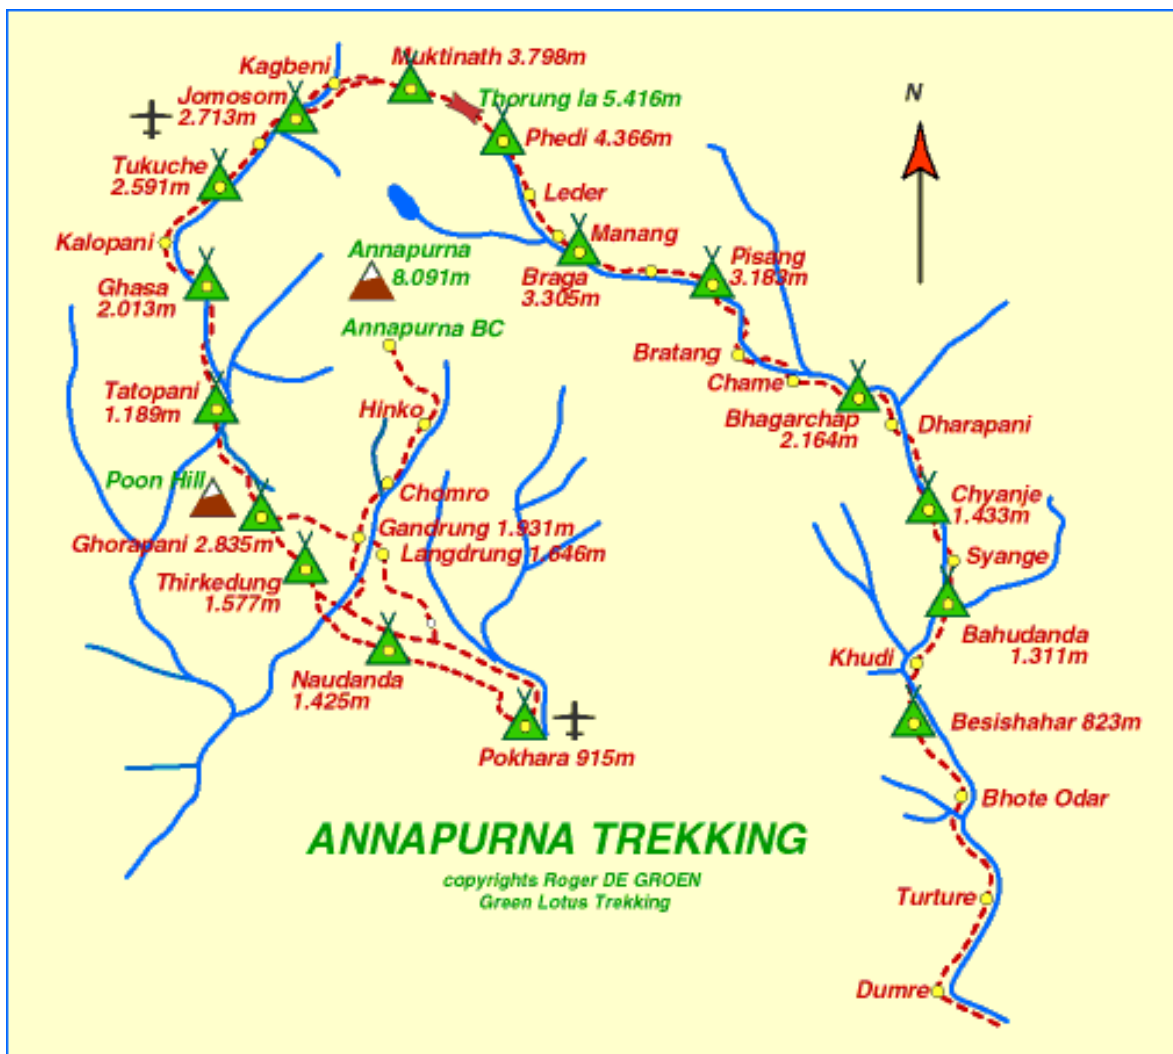 Muktinath 3.798m
Kagbeni
Jomosom
2.713m
Thorung la 5.416m
Phedi 4.366m
N
Tukuche
2.591m
Leder
Kalopani
Manang
Annapurna
8.091m
Pisang
3.183m
Braga
3.305m
Ghasa
2.013m
Annapurna BC
Bratang
Chame
Tatopani
1.189m
Hinko
Bhagarchap
2.164m
Dharapani
Poon Hill
Chomro
Chyanje
1.433m
Gandrung 1.931m
Ghorapani 2.835m
Langdrung 1.646m
Syange
Thirkedung
1.577m
Bahudanda
1.311m
Khudi
Naudanda
1.425m
Besishahar 823m
Pokhara 915m
Bhote Odar
ANNAPURNA TREKKING
copyrights Roger DE GROEN
Green Lotus Trekking
Turture
Dumre